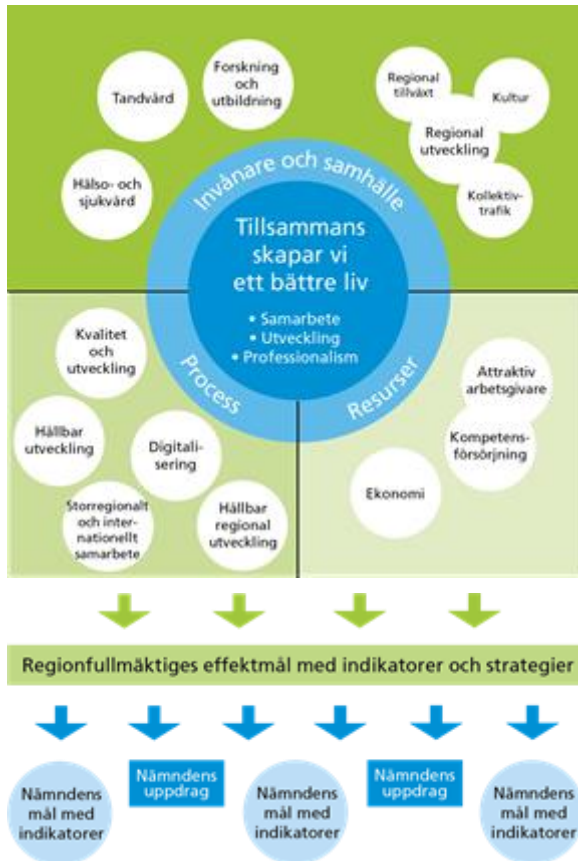 Forskning
och
utbildning
Tandvård
Hälso- och
sjukvård
Regional
tillväxt
Kultur
Regional
utveckling
Kollektiv-
trafik
Invånare och samhälle
Tillsammans
skapar vi
ett bättre liv
• Samarbete
• Utveckling
• Professionalism
Process
Resurser
Kvalitet
och
utveckling
Hållbar
utveckling
Digitali-
sering
Storregionalt
och inter-
nationellt
samarbete
Hållbar
regional
utveckling
Attraktiv
arbetsgivare
Kompetens-
försörjning
Ekonomi
Regionfullmäktiges effektmål med indikatorer och strategier
Nämndens
mål med
indikatorer
Nämndens
uppdrag
Nämndens
mål med
indikatorer
Nämndens
uppdrag
Nämndens
mål med
indikatorer